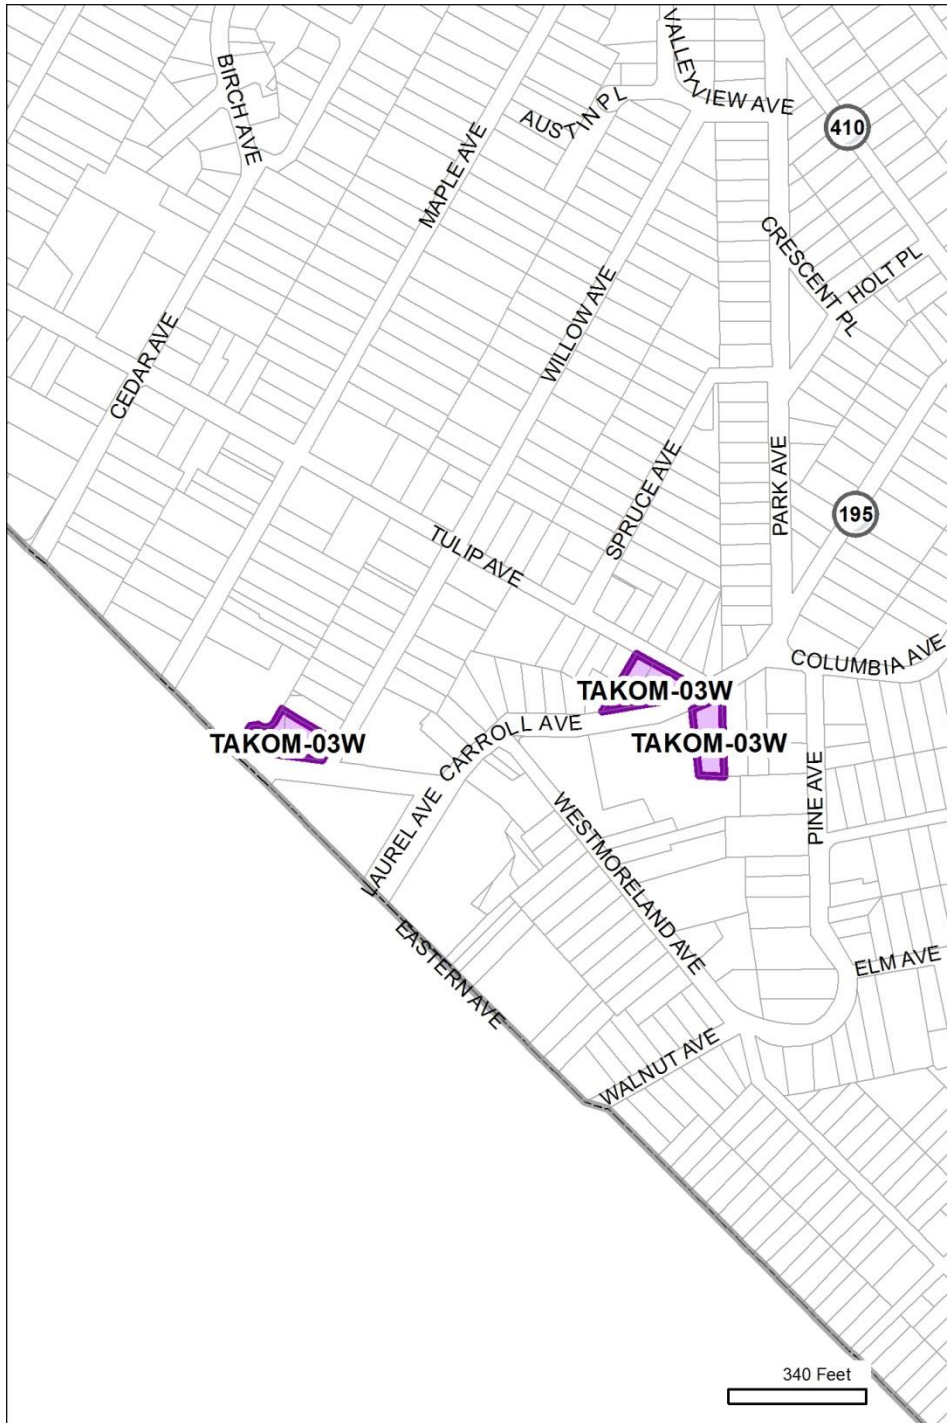 VALLEY VIEW AVE
BIRCH AVE
AUSTIN PL
410
MAPLE AVE
CRESCENT PL
HOLT PL
WILLOW AVE
CEDAR AVE
PARK AVE
SPRUCE AVE
195
TULIP AVE
COLUMBIA AVE
TAKOM-03W
TAKOM-03W
TAKOM-03W
CARROLL AVE
PINE AVE
LAUREL AVE
WESTMORELAND AVE
EASTERN AVE
ELM AVE
WALNUT AVE
340 Feet